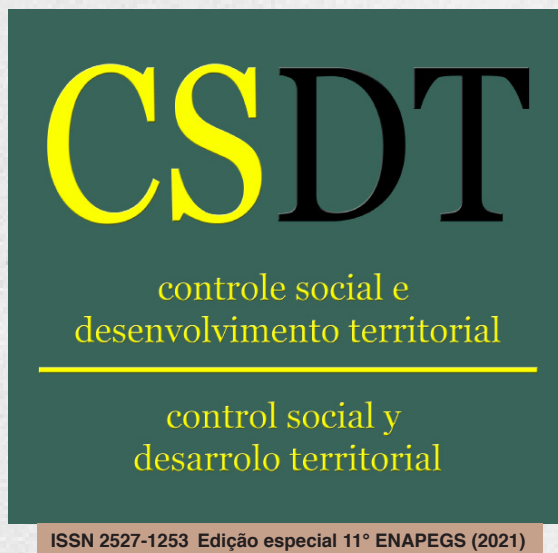 CSDT
controle social e
desenvolvimento territorial
control social y
desarrolo territorial
ISSN 2527-1253 Edição especial 11° ENAPEGS (2021)